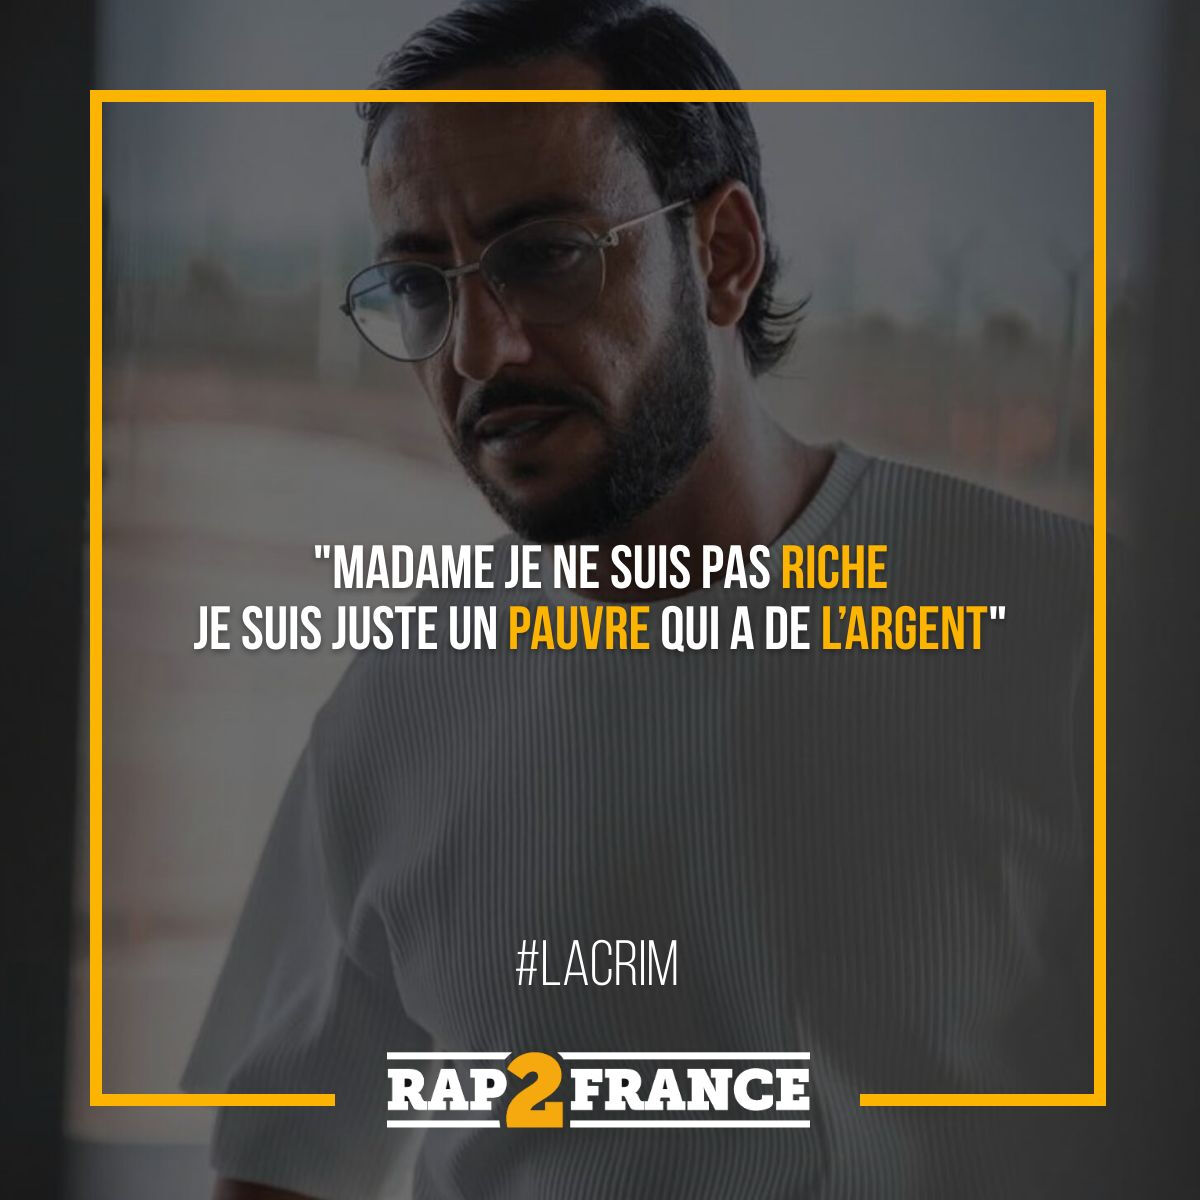 "MADAME JE NE SUIS PAS RICHE
JE SUIS JUSTE UN PAUVRE QUI A DE L’ARGENT"
#LACRIM
RAP2FRANCE